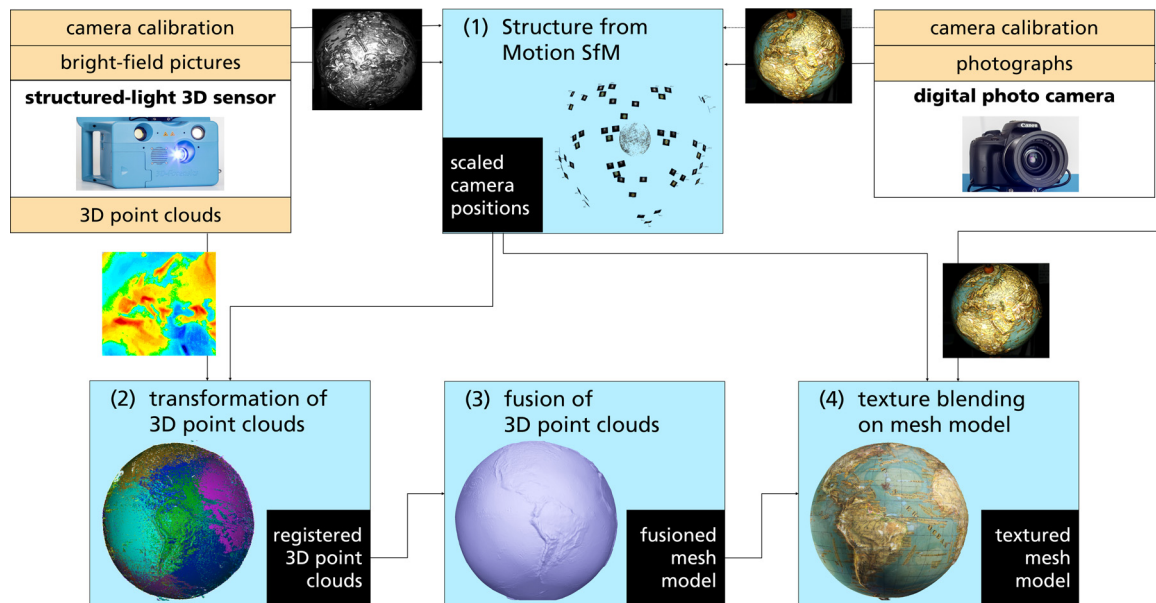 camera calibration
bright-field pictures
structured-light 3D sensor
3D point clouds
(1) Structure from
Motion SfM
scaled
camera
positions
camera calibration
photographs
digital photo camera
Canon
(2) transformation of
3D point clouds
registered
3D point
clouds
(3) fusion of
3D point clouds
fusioned
mesh
model
(4) texture blending
on mesh model
textured
mesh
model